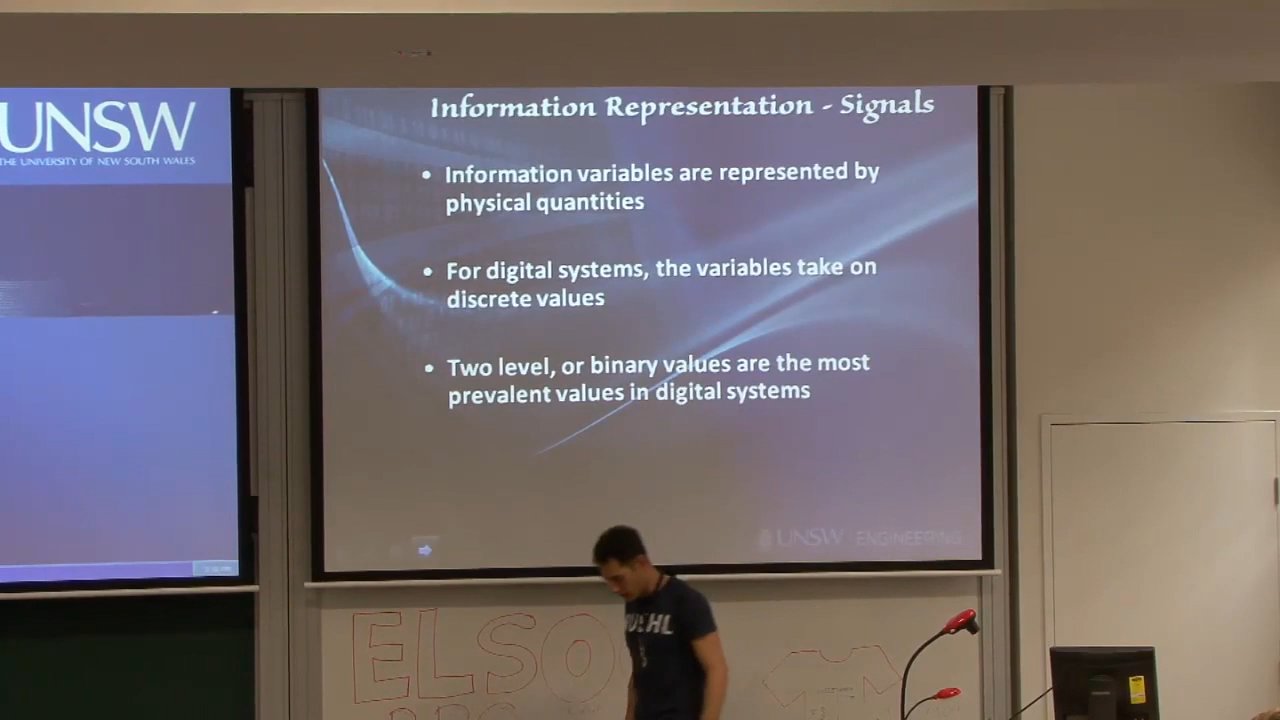 UNSW
THE UNIVERSITY OF NEW SOUTH WALES
Information Representation - Signals
• Information variables are represented by
physical quantities
• For digital systems, the variables take on
discrete values
• Two level, or binary values are the most
prevalent values in digital systems
UNSW ENGINEERING
ELSO